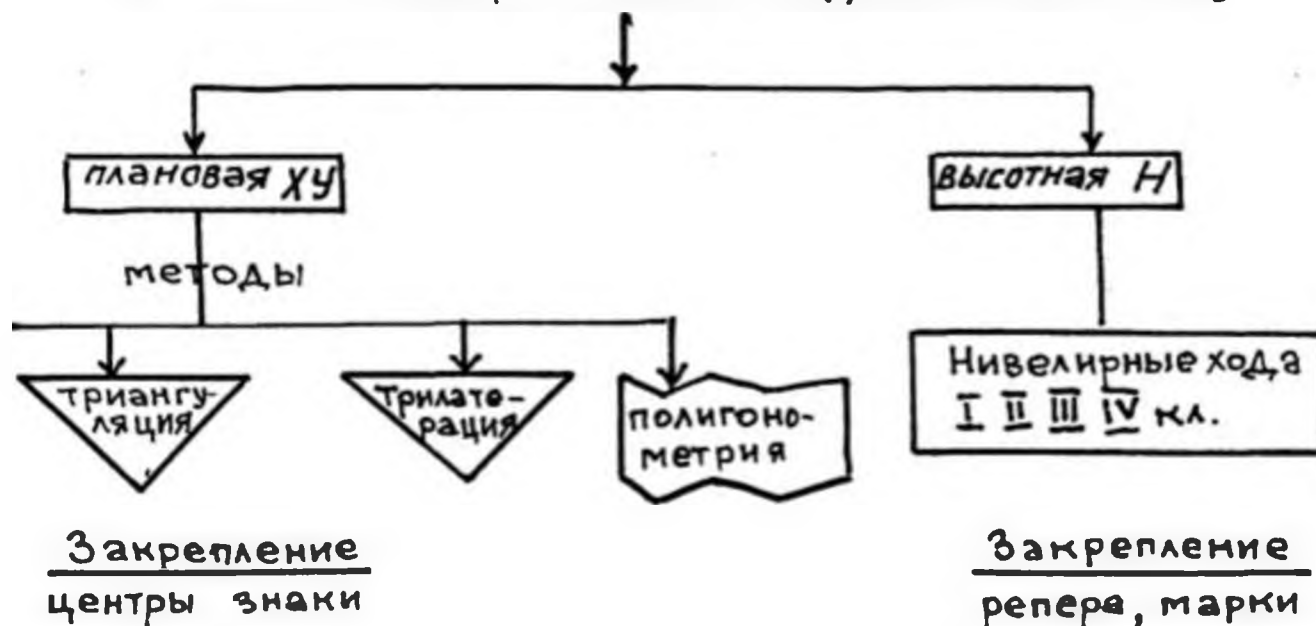 плановая XY
высотная H
методы
триангу-
ляция
трилате-
рация
полигоно-
метрия
Нивелирные хода
I II III IV кл.
Закрепление
центры знаки
Закрепление
репера, марки